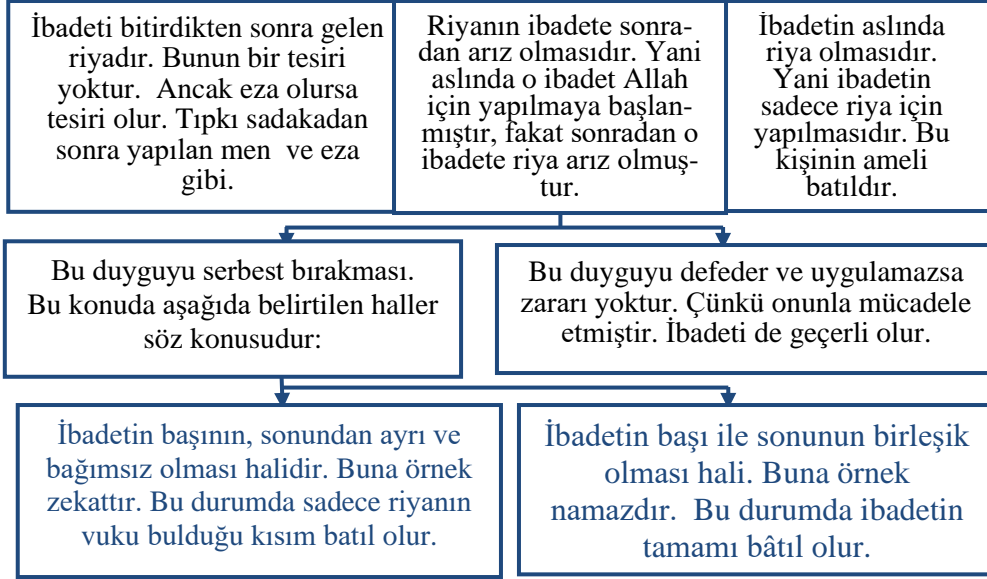 İbadeti bitirdikten sonra gelen
riyadır. Bunun bir tesiri
yoktur.  Ancak eza olursa
tesiri olur. Tıpkı sadakadan
sonra yapılan men  ve eza
gibi.
Riyanın ibadete sonra-
dan arız olmasıdır. Yani
aslında o ibadet Allah
için yapılmaya başlan-
mıştır, fakat sonradan o
ibadete riya arız olmuş-
tur.
İbadetin aslında
riya olmasıdır.
Yani ibadetin
sadece riya için
yapılmasıdır. Bu
kişinin ameli
batıldır.
Bu duyguyu serbest bırakması.
Bu konuda aşağıda belirtilen haller
söz konusudur:
Bu duyguyu defeder ve uygulamazsa
zararı yoktur. Çünkü onunla mücadele
etmiştir. İbadeti de geçerli olur.
İbadetin başının, sonundan ayrı ve
bağımsız olması halidir. Buna örnek
zekattır. Bu durumda sadece riyanın
vuku bulduğu kısım batıl olur.
İbadetin başı ile sonunun birleşik
olması hali. Buna örnek
namazdır.  Bu durumda ibadetin
tamamı bâtıl olur.